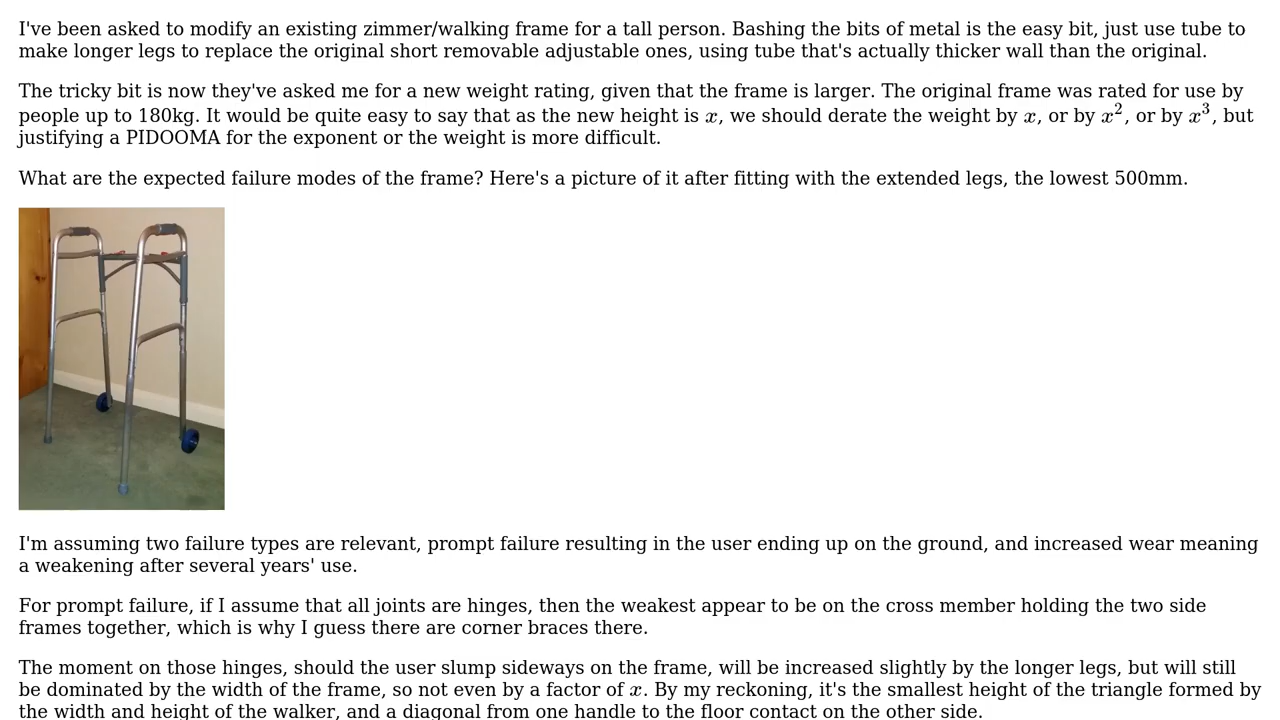 I've been asked to modify an existing zimmer/walking frame for a tall person. Bashing the bits of metal is the easy bit, just use tube to
make longer legs to replace the original short removable adjustable ones, using tube that's actually thicker wall than the original.
The tricky bit is now they've asked me for a new weight rating, given that the frame is larger. The original frame was rated for use by
people up to 180kg. It would be quite easy to say that as the new height is x, we should derate the weight by x, or by x², or by x³, but
justifying a PIDOOMA for the exponent or the weight is more difficult.
What are the expected failure modes of the frame? Here's a picture of it after fitting with the extended legs, the lowest 500mm.
I'm assuming two failure types are relevant, prompt failure resulting in the user ending up on the ground, and increased wear meaning
a weakening after several years' use.
For prompt failure, if I assume that all joints are hinges, then the weakest appear to be on the cross member holding the two side
frames together, which is why I guess there are corner braces there.
The moment on those hinges, should the user slump sideways on the frame, will be increased slightly by the longer legs, but will still
be dominated by the width of the frame, so not even by a factor of x. By my reckoning, it's the smallest height of the triangle formed by
the width and height of the walker, and a diagonal from one handle to the floor contact on the other side.